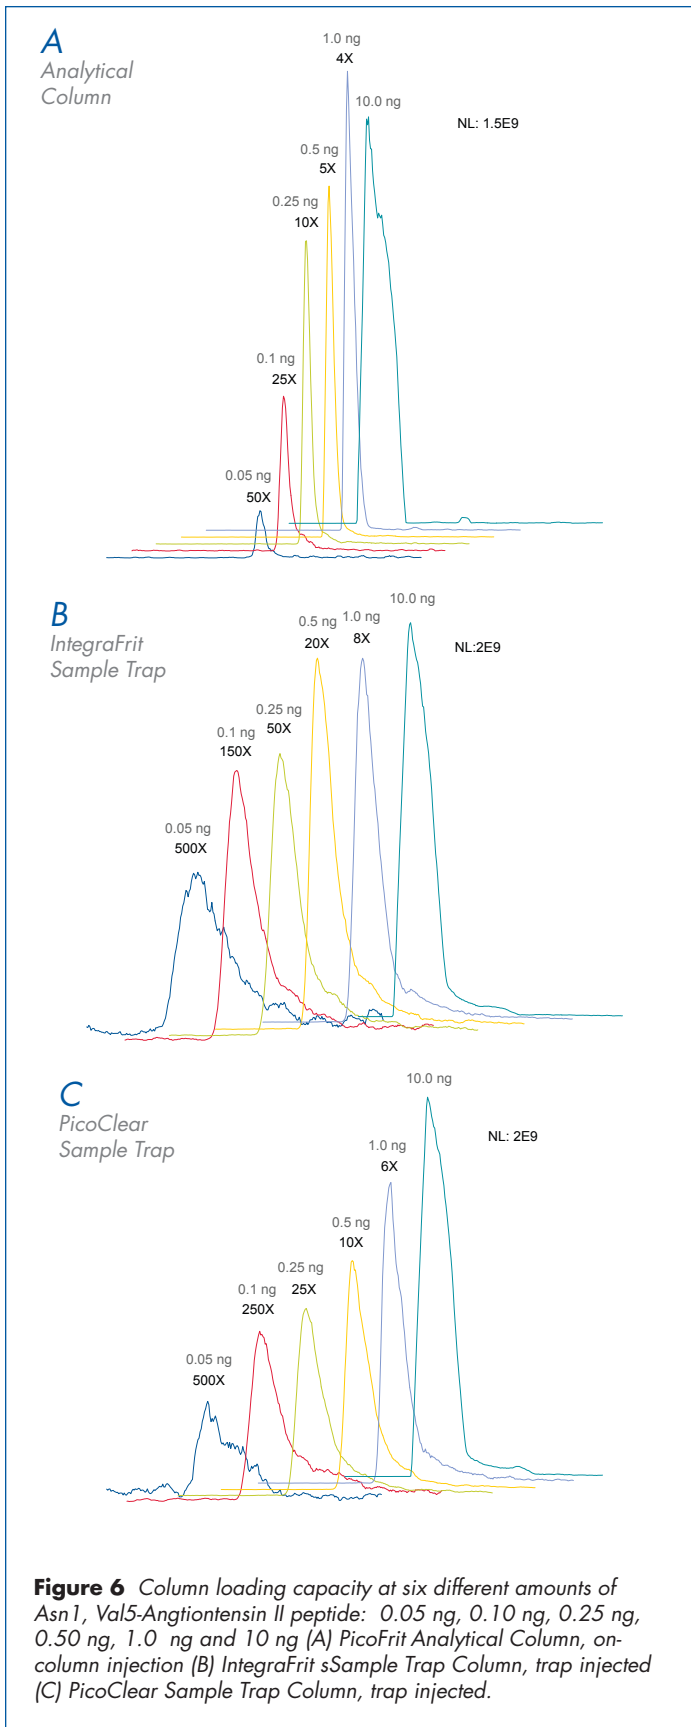 A
Analytical
Column
1.0 ng
4X
10.0 ng
NL: 1.5E9
0.5 ng
5X
0.25 ng
10X
0.1 ng
25X
0.05 ng
50X
B
IntegraFrit
Sample Trap
10.0 ng
1.0 ng
8X
0.5 ng
20X
NL:2E9
0.25 ng
50X
0.1 ng
150X
0.05 ng
500X
C
PicoClear
Sample Trap
10.0 ng
NL: 2E9
1.0 ng
6X
0.5 ng
10X
0.25 ng
25X
0.1 ng
250X
0.05 ng
500X
Figure 6 Column loading capacity at six different amounts of
Asn1, Val5-Angtiontensin II peptide: 0.05 ng, 0.10 ng, 0.25 ng,
0.50 ng, 1.0 ng and 10 ng (A) PicoFrit Analytical Column, on-
column injection (B) IntegraFrit sSample Trap Column, trap injected
(C) PicoClear Sample Trap Column, trap injected.